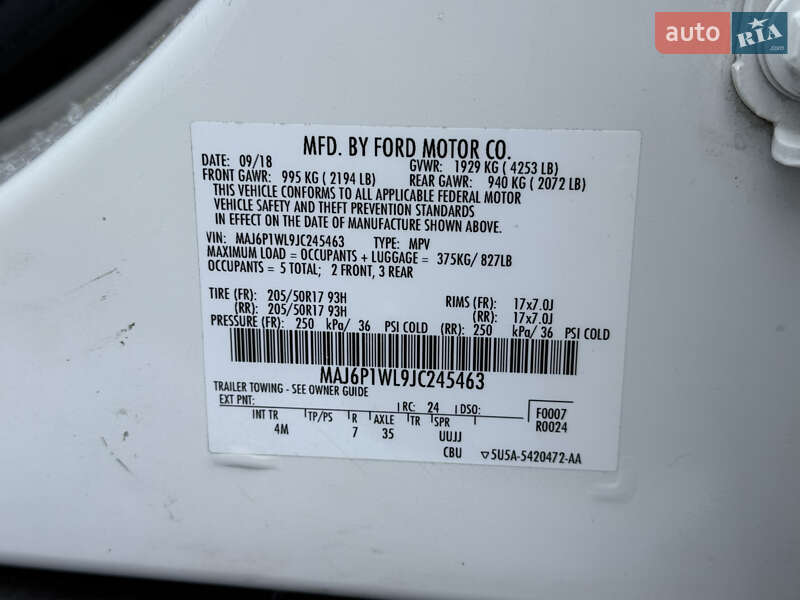 auto RIA
MFD. BY FORD MOTOR CO.
DATE: 09/18 GVWR: 1929 KG ( 4253 LB)
FRONT GAWR: 995 KG ( 2194 LB) REAR GAWR: 940 KG ( 2072 LB)
THIS VEHICLE CONFORMS TO ALL APPLICABLE FEDERAL MOTOR
VEHICLE SAFETY AND THEFT PREVENTION STANDARDS
IN EFFECT ON THE DATE OF MANUFACTURE SHOWN ABOVE.
VIN: MAJ6P1WL9JC245463 TYPE: MPV
MAXIMUM LOAD = OCCUPANTS + LUGGAGE = 375KG/ 827LB
OCCUPANTS = 5 TOTAL; 2 FRONT, 3 REAR
TIRE (FR): 205/50R17 93H RIMS (FR): 17x7.0J
(RR): 205/50R17 93H (RR): 17x7.0J
PRESSURE (FR): 250 kPa/ 36 PSI COLD (RR): 250 kPa/ 36 PSI COLD
MAJ6P1WL9JC245463
TRAILER TOWING - SEE OWNER GUIDE
EXT PNT: RC: 24 DSO: F0007
R0024
INT TR TP/PS R AXLE TR SPR
4M 7 35 UUJJ
CBU ▽5U5A-5420472-AA